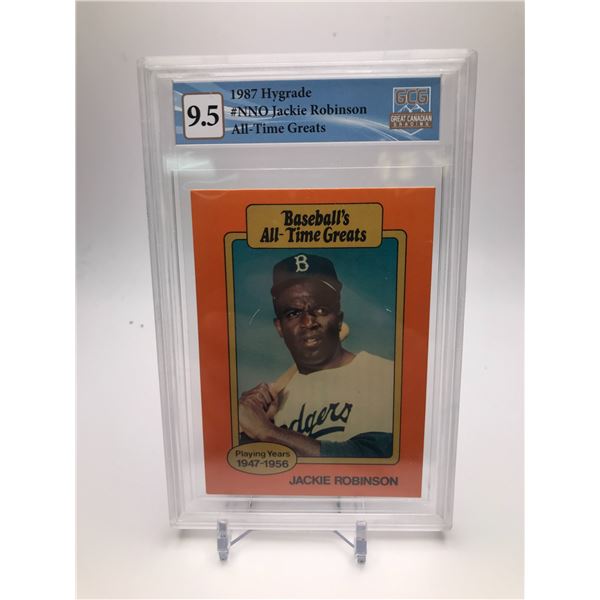 9.5
1987 Hygrade
#NNO Jackie Robinson
All-Time Greats
GCG
GREAT CANADIAN
GRADING
Baseball's
All-Time Greats
B
Dodgers
Playing Years
1947-1956
JACKIE ROBINSON